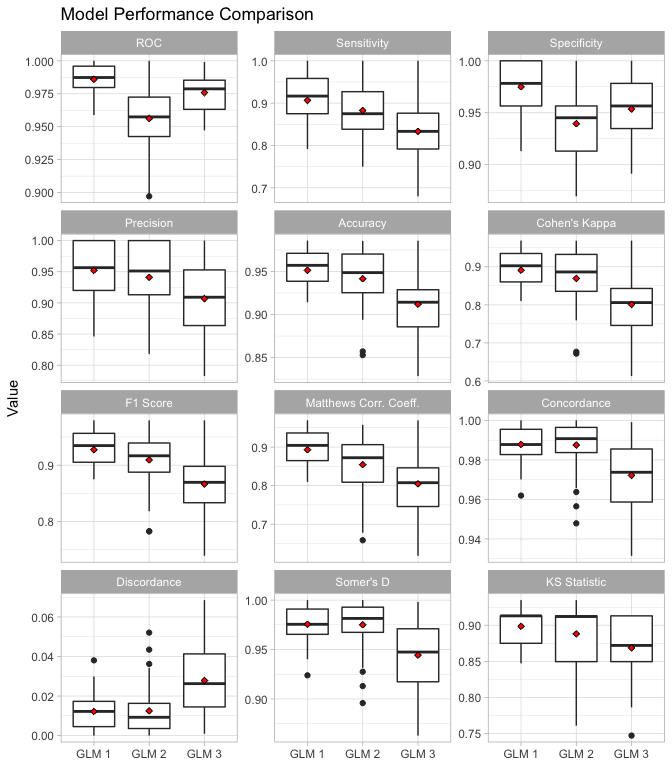 Model Performance Comparison
ROC
Sensitivity
Specificity
1.000
0.975
0.950
0.925
0.900
1.0
0.9
0.8
0.7
0.95
0.90
Precision
Accuracy
Cohen's Kappa
1.00
0.95
0.90
0.85
0.80
0.95
0.90
0.85
0.9
0.8
0.7
0.6
Value
F1 Score
Matthews Corr. Coeff.
Concordance
0.9
0.8
0.9
0.8
0.7
1.00
0.98
0.96
0.94
Discordance
Somer's D
KS Statistic
0.06
0.04
0.02
0.00
1.00
0.95
0.90
0.90
0.85
0.80
0.75
GLM 1 GLM 2 GLM 3
GLM 1 GLM 2 GLM 3
GLM 1 GLM 2 GLM 3